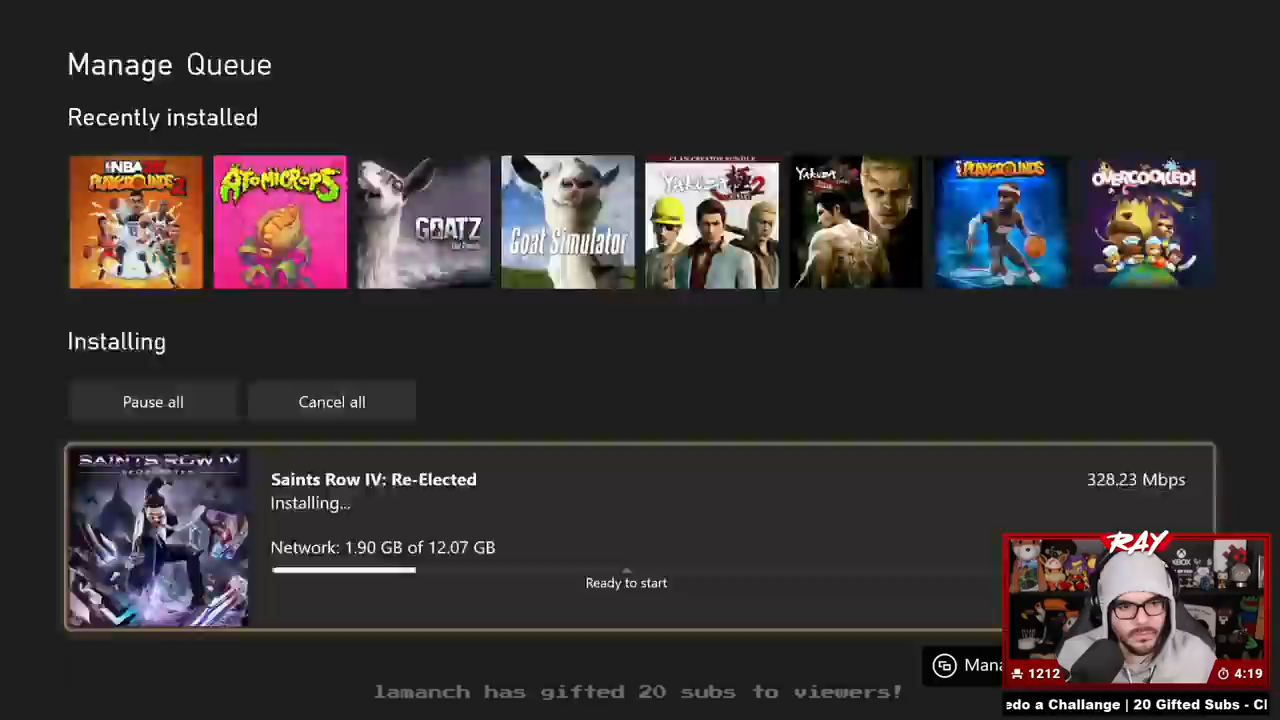 Manage Queue
Recently installed
NBA
PLAYGROUNDS 2
ATOMICROPS
GOATZ
Goat Simulator
YAKUZA
2
YAKUZA
PLAYGROUNDS
OVERCOOKED!
Installing
Pause all
Cancel all
SAINTS ROW IV
RE-ELECTED
Saints Row IV: Re-Elected
328.23 Mbps
Installing...
Network: 1.90 GB of 12.07 GB
Ready to start
RAY
XBOX
Mana
1212
4:19
lamanch has gifted 20 subs to viewers!
edo a Challange | 20 Gifted Subs - Cl